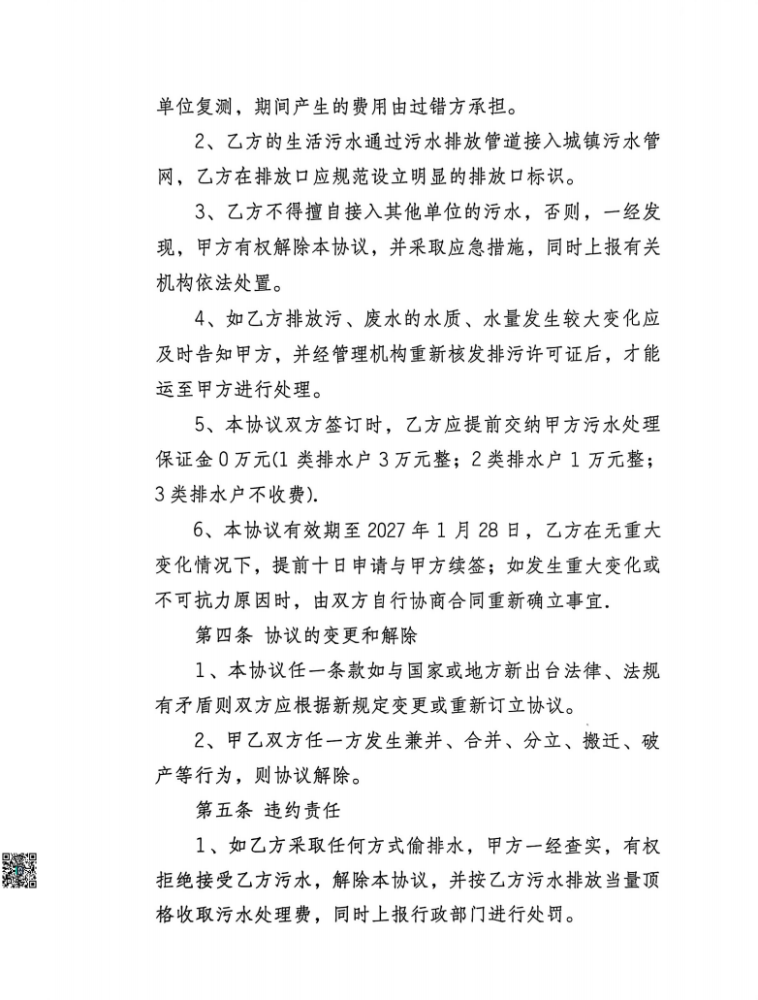 单位复测，期间产生的费用由过错方承担。
2、乙方的生活污水通过污水排放管道接入城镇污水管
网，乙方在排放口应规范设立明显的排放口标识。
3、乙方不得擅自接入其他单位的污水，否则，一经发
现，甲方有权解除本协议，并采取应急措施，同时上报有关
机构依法处置。
4、如乙方排放污、废水的水质、水量发生较大变化应
及时告知甲方，并经管理机构重新核发排污许可证后，才能
运至甲方进行处理。
5、本协议双方签订时，乙方应提前交纳甲方污水处理
保证金0万元(1 类排水户 3 万元整；2 类排水户 1 万元整；
3 类排水户不收费).
6、本协议有效期至 2027 年 1 月 28 日，乙方在无重大
变化情况下，提前十日申请与甲方续签；如发生重大变化或
不可抗力原因时，由双方自行协商合同重新确立事宜.
第四条 协议的变更和解除
1、本协议任一条款如与国家或地方新出台法律、法规
有矛盾则双方应根据新规定变更或重新订立协议。
2、甲乙双方任一方发生兼并、合并、分立、搬迁、破
产等行为，则协议解除。
第五条 违约责任
1、如乙方采取任何方式偷排水，甲方一经查实，有权
拒绝接受乙方污水，解除本协议，并按乙方污水排放当量顶
格收取污水处理费，同时上报行政部门进行处罚。